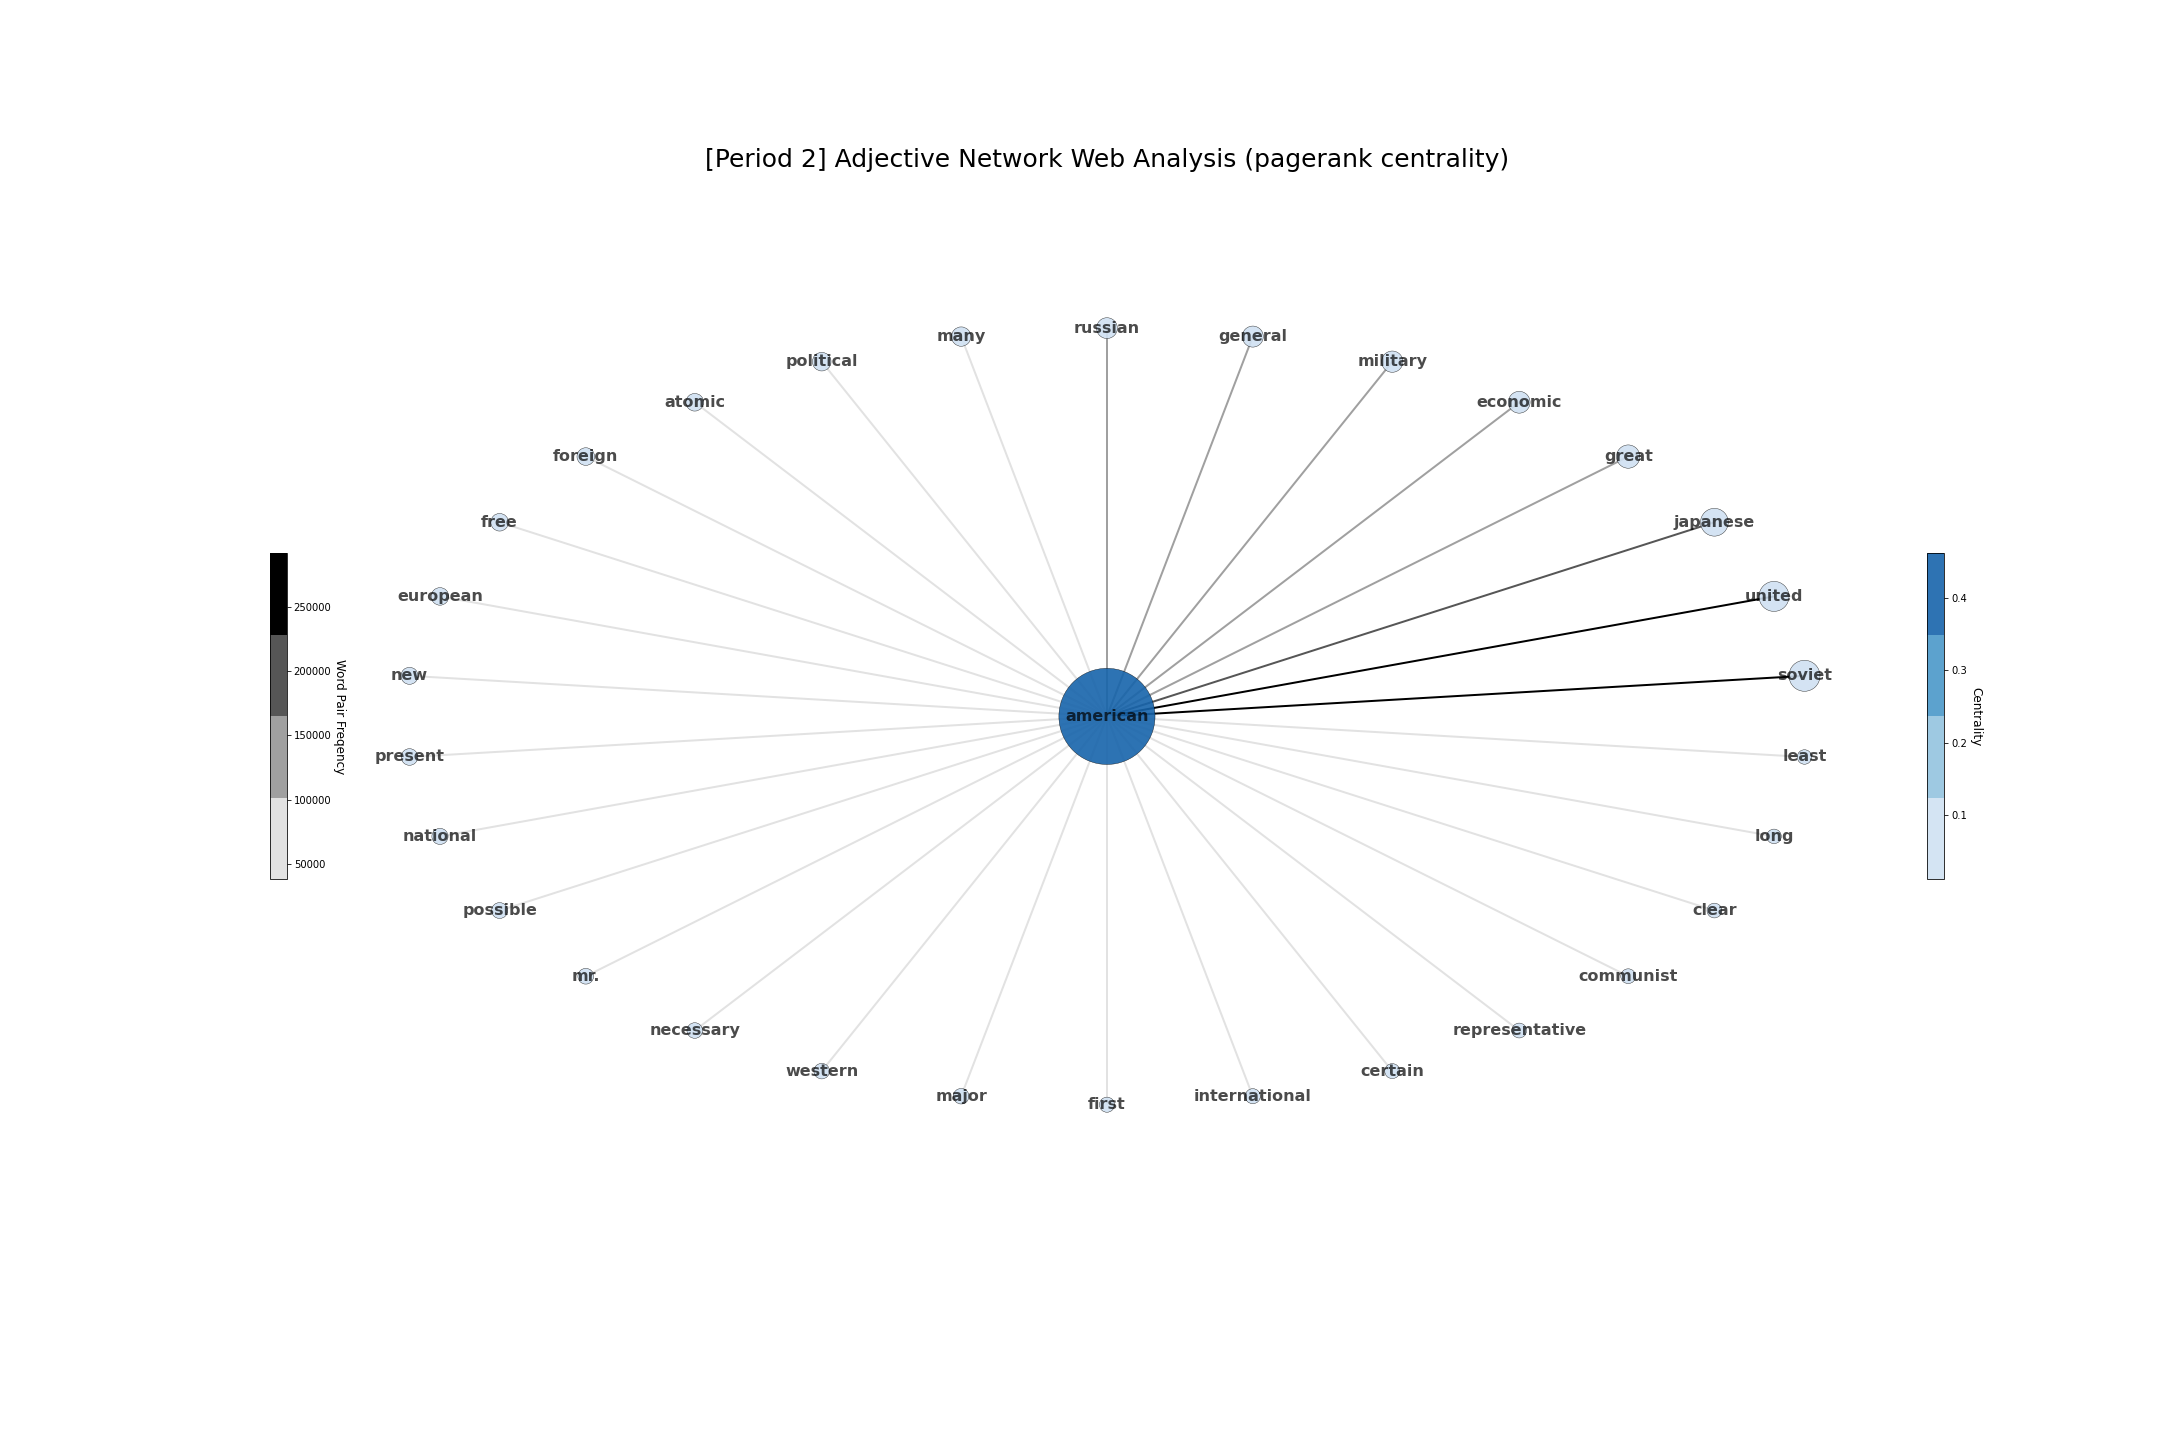 [Period 2] Adjective Network Web Analysis (pagerank centrality)
russian
many
general
political
military
atomic
economic
foreign
great
free
japanese
european
united
new
soviet
american
present
least
national
long
possible
clear
mr.
communist
necessary
representative
western
certain
major
international
first
250000
200000
150000
100000
50000
Word Pair Freqency
0.4
0.3
0.2
0.1
Centrality